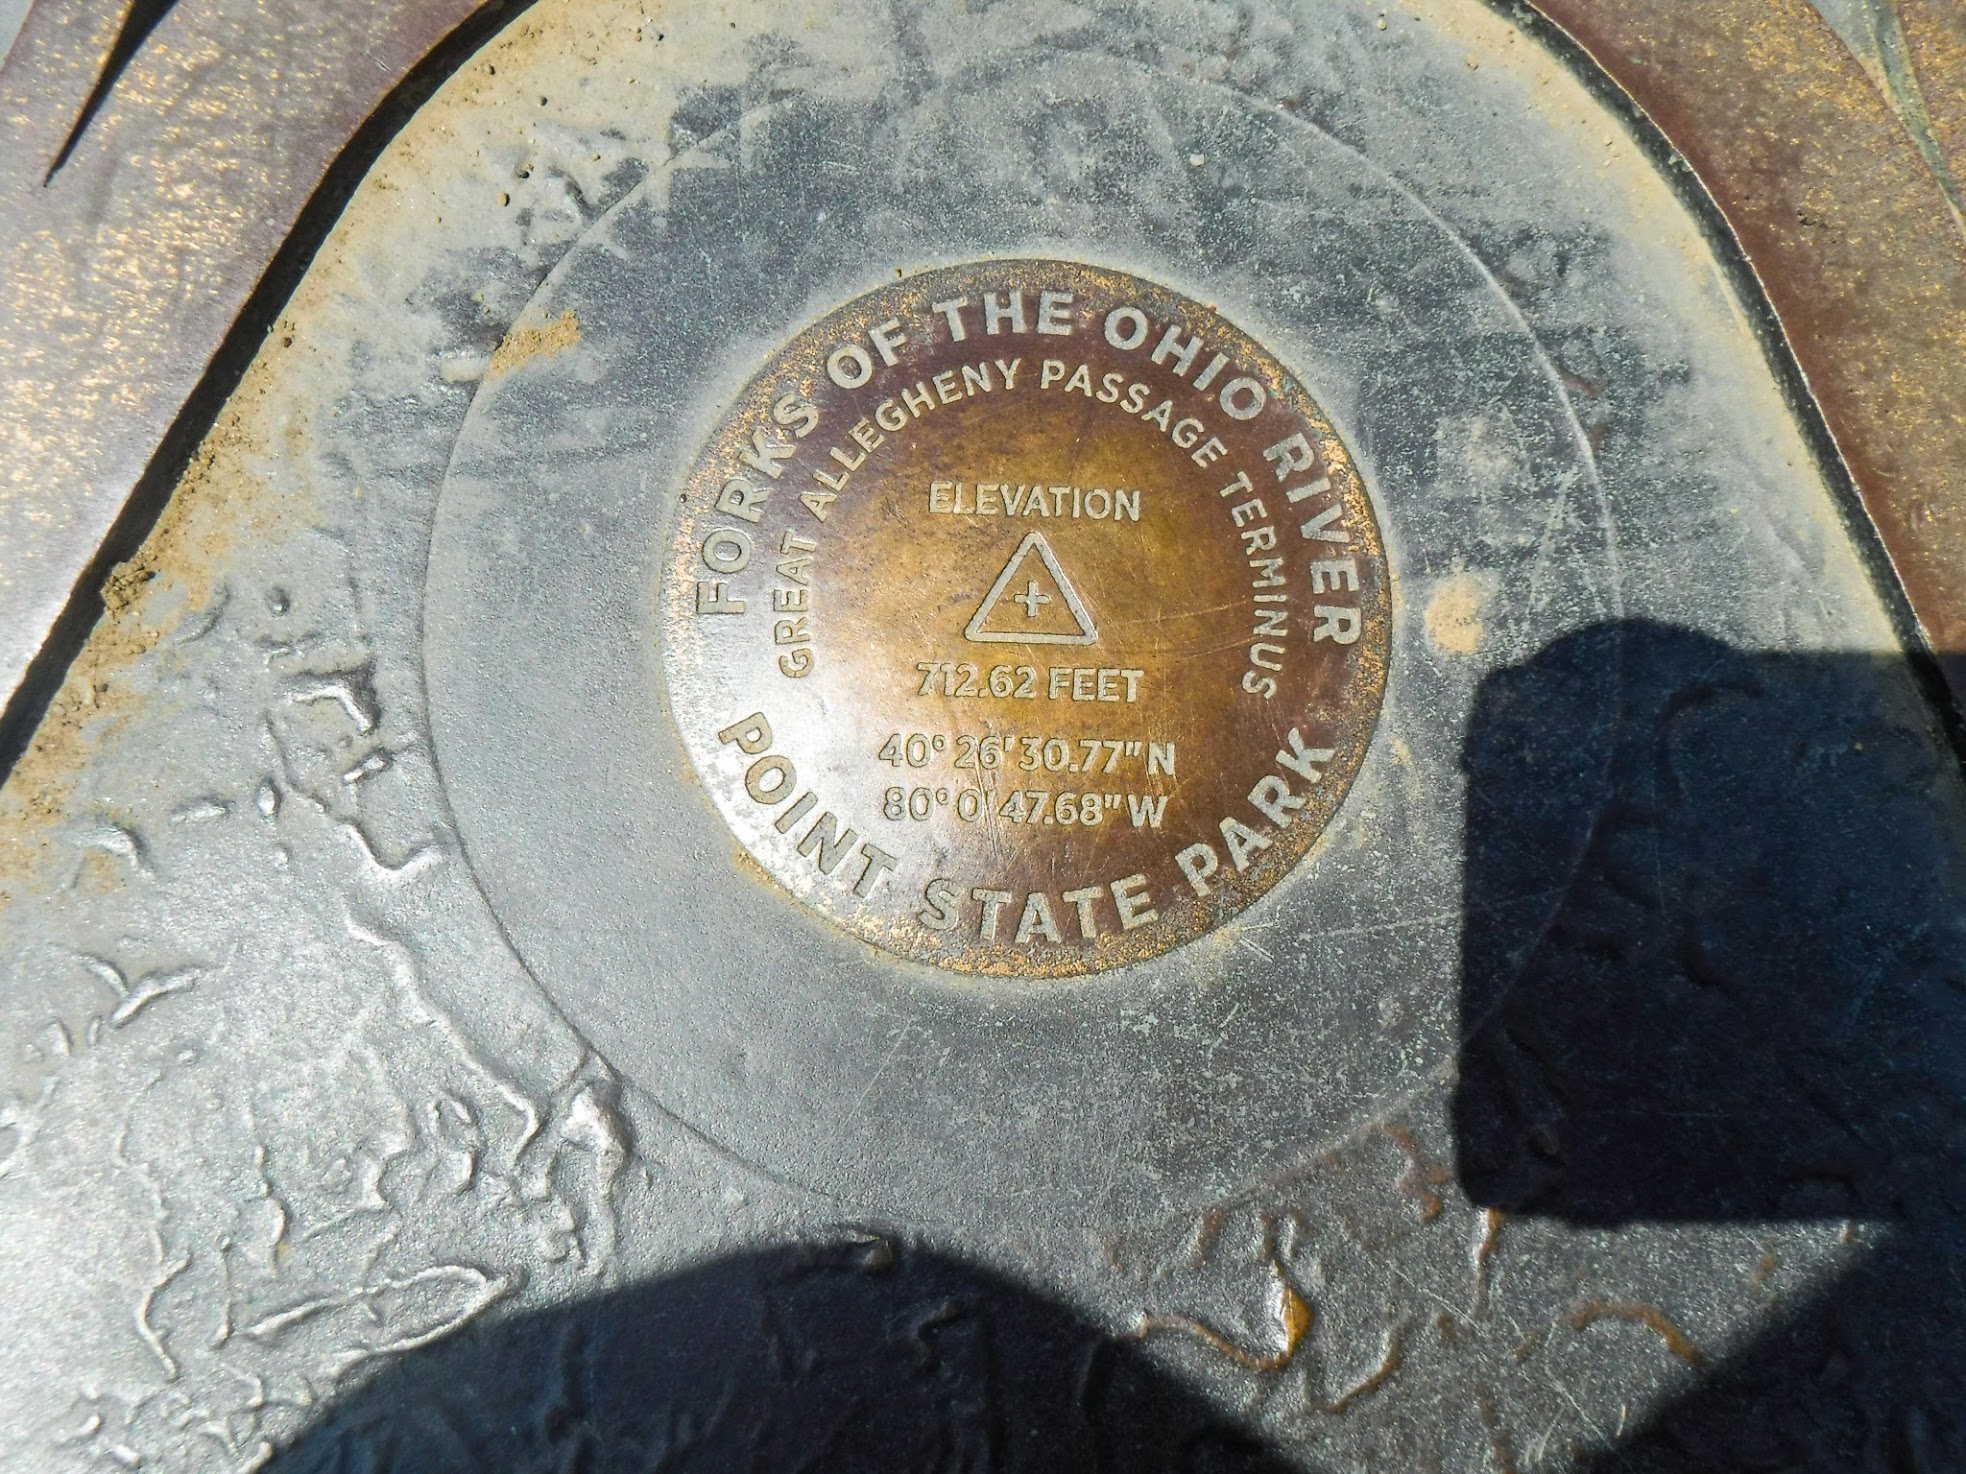 FORKS OF THE OHIO RIVER
GREAT ALLEGHENY PASSAGE TERMINUS
ELEVATION
712.62 FEET
40° 26' 30.77" N
80° 0' 47.68" W
POINT STATE PARK